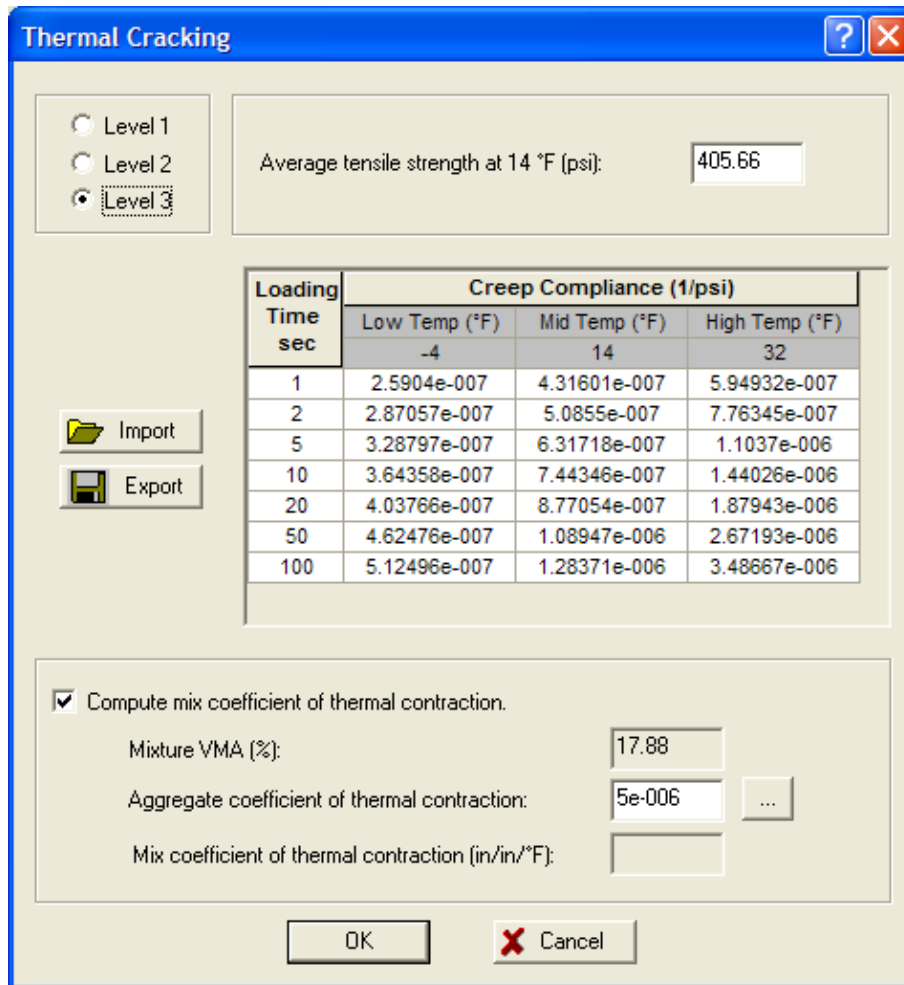 Thermal Cracking
?
Level 1
Level 2
Level 3
Average tensile strength at 14 °F (psi): 405.66
Loading Time sec Creep Compliance (1/psi)
Low Temp (°F) Mid Temp (°F) High Temp (°F)
-4 14 32
1 2.5904e-007 4.31601e-007 5.94932e-007
2 2.87057e-007 5.0855e-007 7.76345e-007
5 3.28797e-007 6.31718e-007 1.1037e-006
10 3.64358e-007 7.44346e-007 1.44026e-006
20 4.03766e-007 8.77054e-007 1.87943e-006
50 4.62476e-007 1.08947e-006 2.67193e-006
100 5.12496e-007 1.28371e-006 3.48667e-006
Import
Export
Compute mix coefficient of thermal contraction.
Mixture VMA (%): 17.88
Aggregate coefficient of thermal contraction: 5e-006 ...
Mix coefficient of thermal contraction (in/in/°F):
OK Cancel